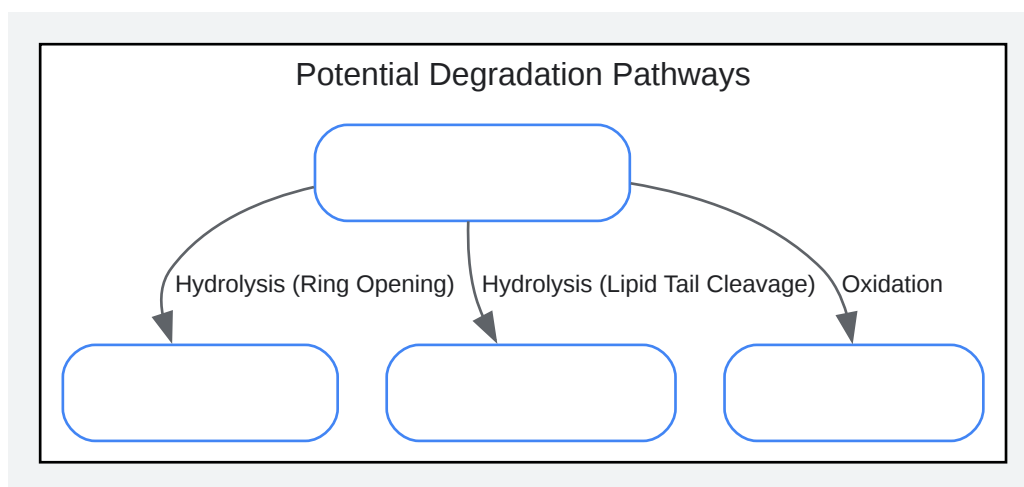 Potential Degradation Pathways
Hydrolysis (Ring Opening)
Hydrolysis (Lipid Tail Cleavage)
Oxidation